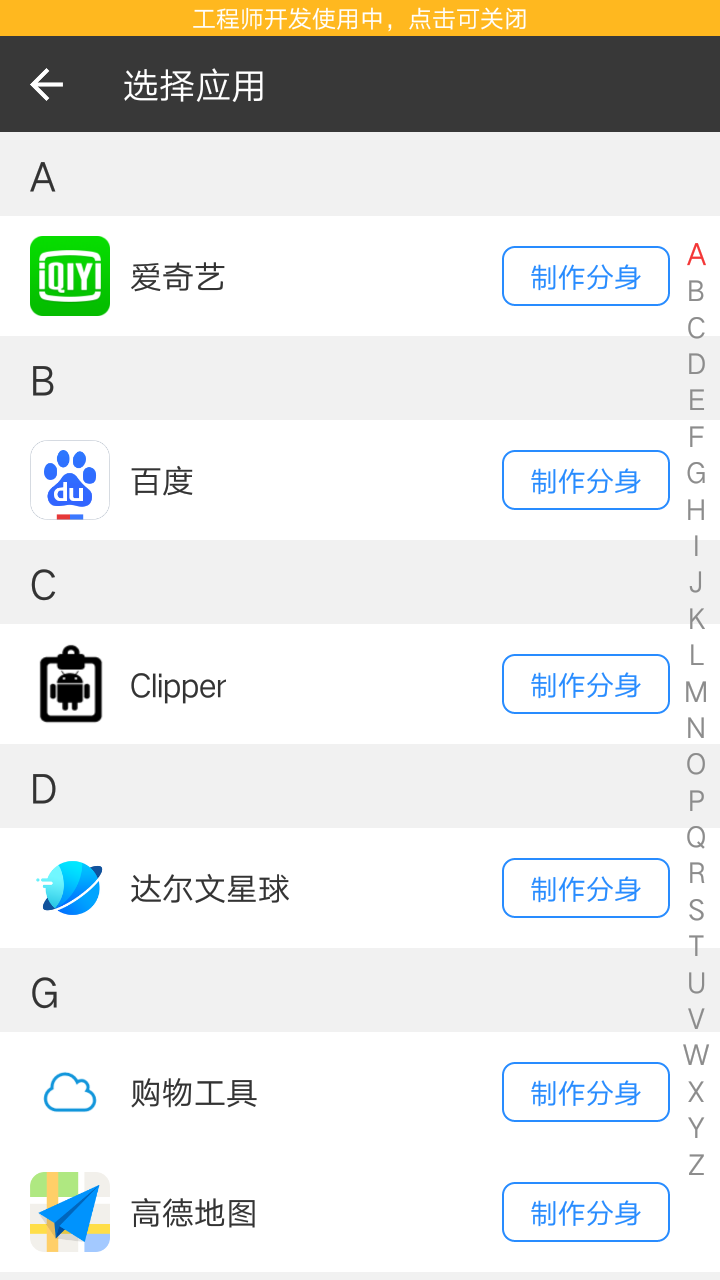 工程师开发使用中，点击可关闭
选择应用
A
iQIYI 爱奇艺 制作分身
B
du 百度 制作分身
C
Clipper 制作分身
D
达尔文星球 制作分身
G
购物工具 制作分身
高德地图 制作分身
A
B
C
D
E
F
G
H
I
J
K
L
M
N
O
P
Q
R
S
T
U
V
W
X
Y
Z